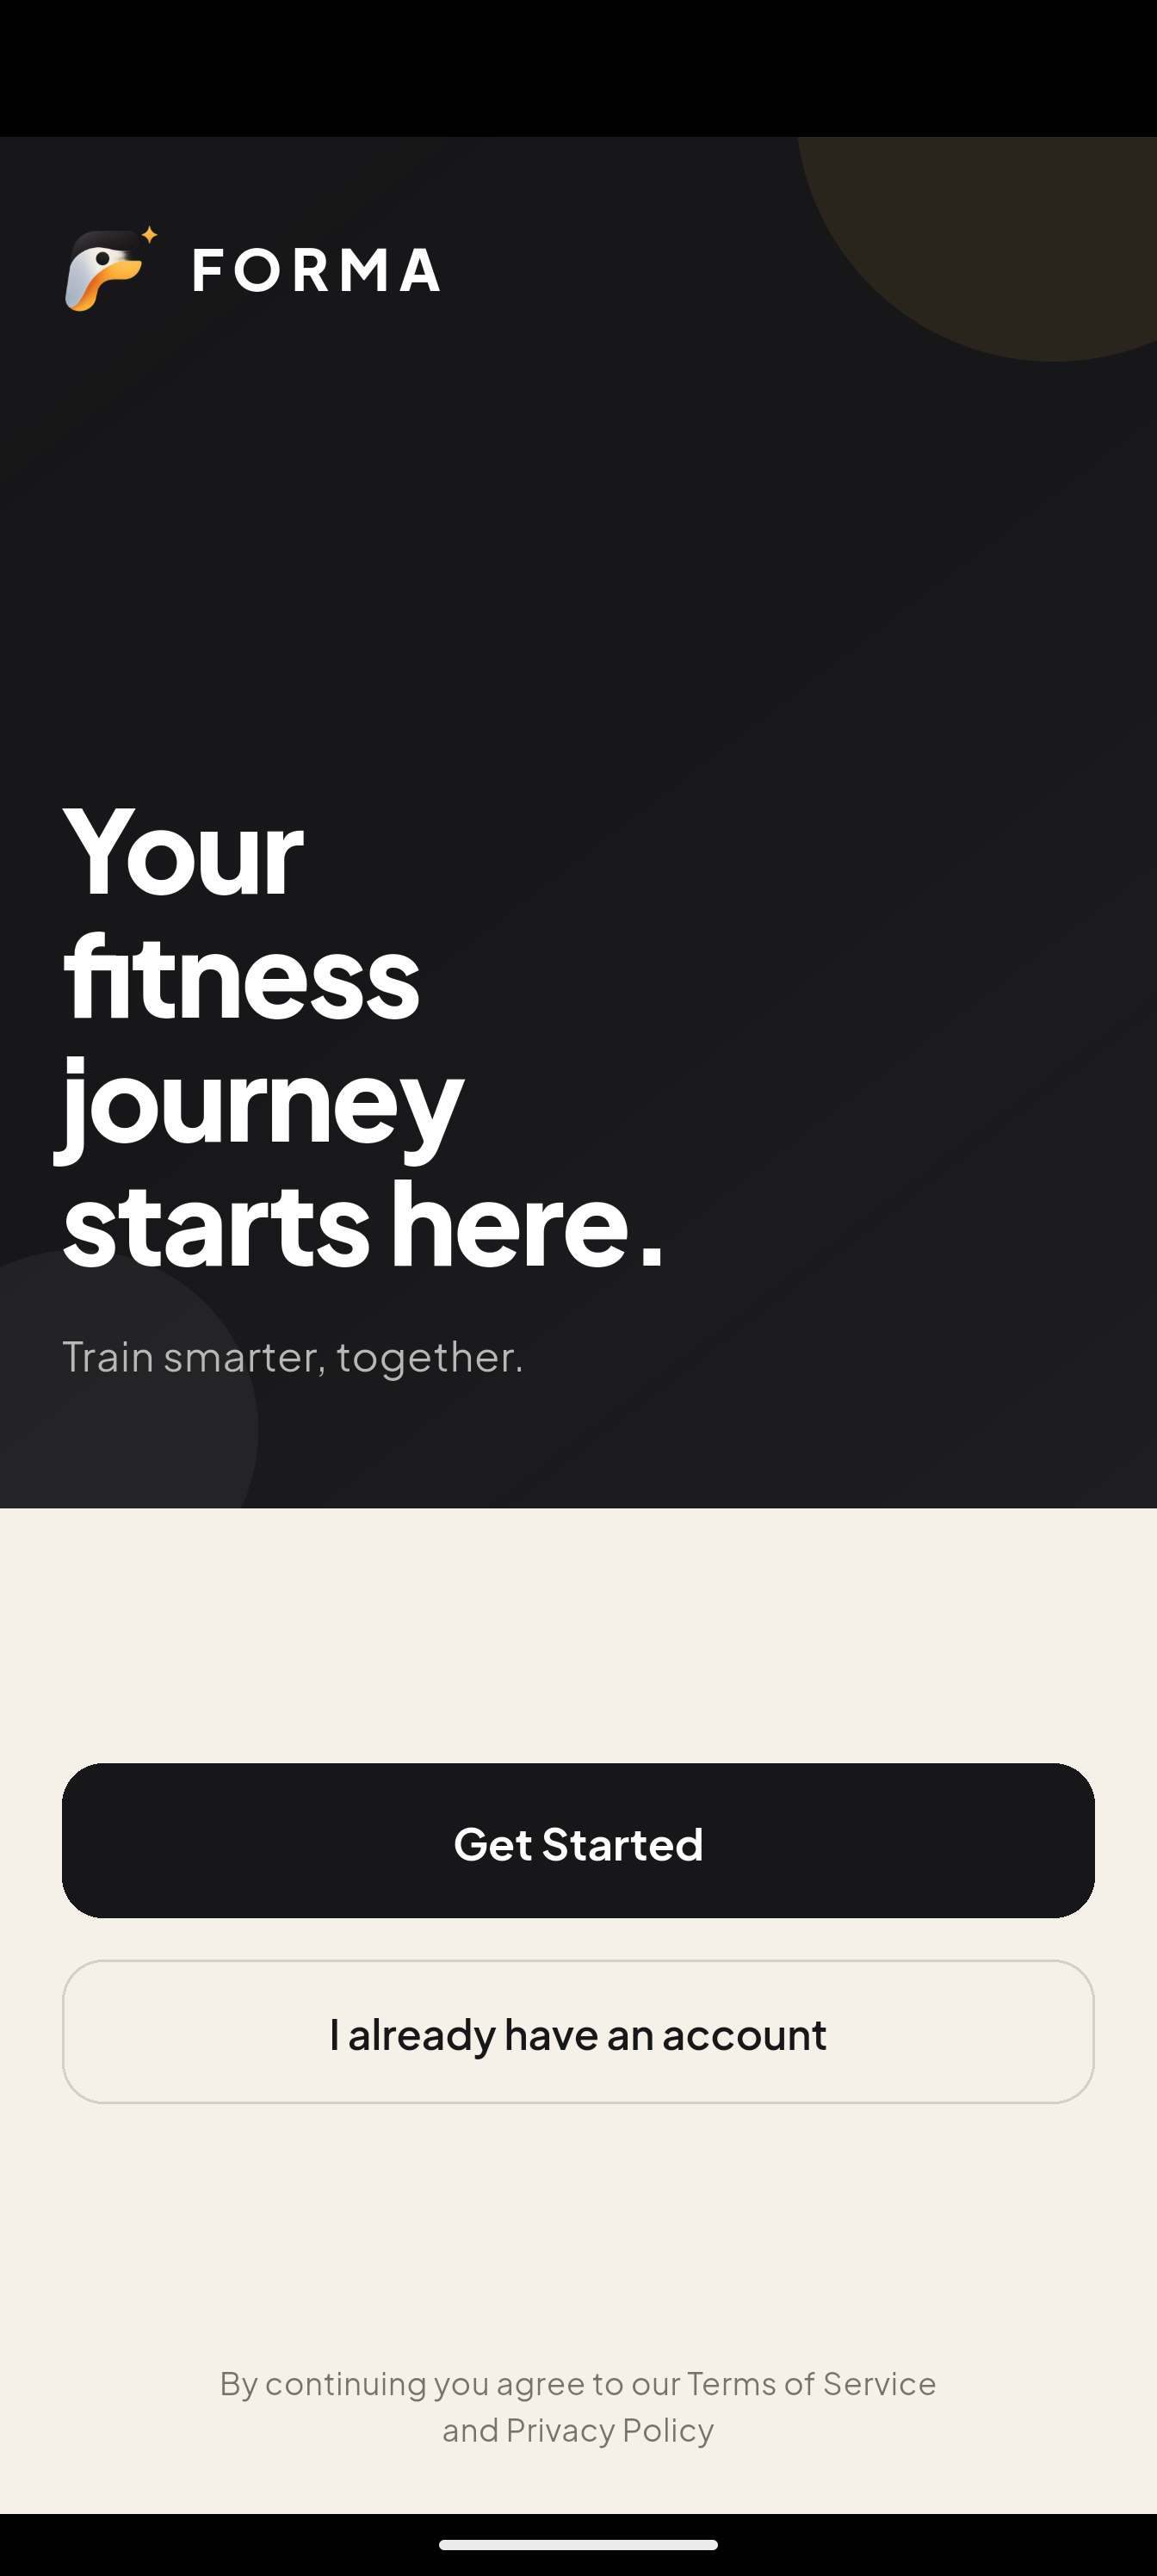 FORMA
Your
fitness
journey
starts here.
Train smarter, together.
Get Started
I already have an account
By continuing you agree to our Terms of Service
and Privacy Policy